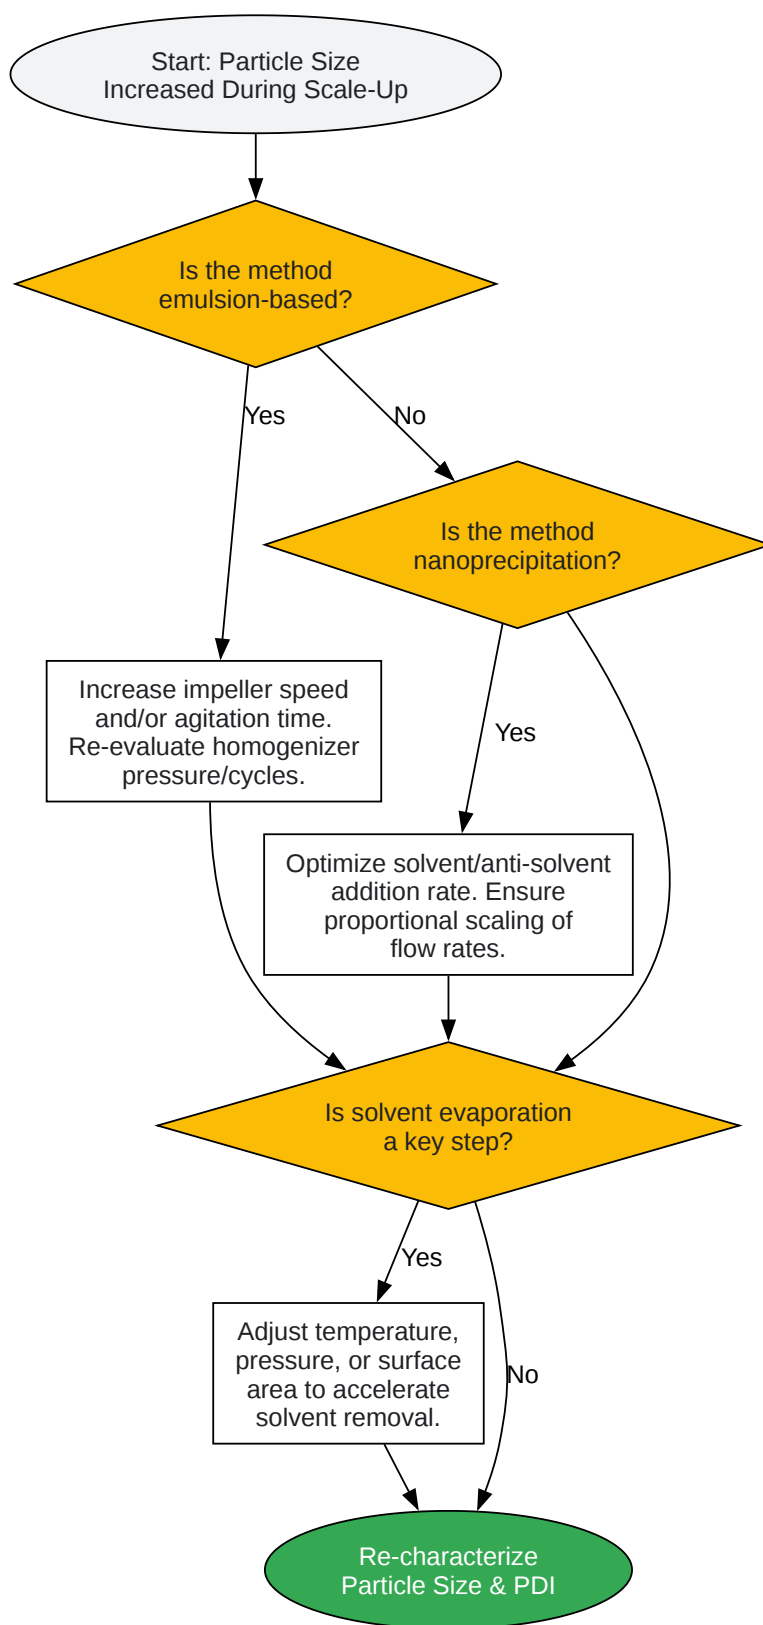 Start: Particle Size
Increased During Scale-Up
Is the method
emulsion-based?
Yes
No
Is the method
nanoprecipitation?
Increase impeller speed
and/or agitation time.
Re-evaluate homogenizer
pressure/cycles.
Yes
Optimize solvent/anti-solvent
addition rate. Ensure
proportional scaling of
flow rates.
Is solvent evaporation
a key step?
Yes
Adjust temperature,
pressure, or surface
area to accelerate
solvent removal.
No
Re-characterize
Particle Size & PDI